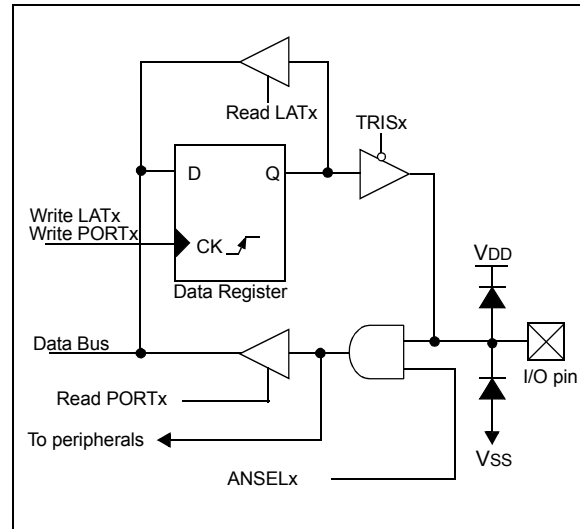 Read LATx
TRISx
D
Q
Write LATx
Write PORTx
CK
Data Register
VDD
Data Bus
I/O pin
Read PORTx
To peripherals
VSS
ANSELx